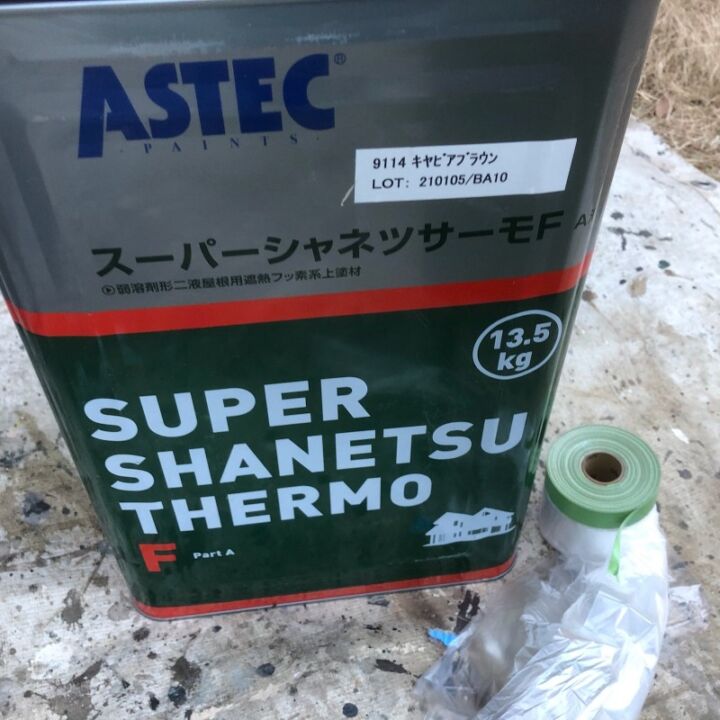 ASTEC®
PAINTS
9114 キャビアブラウン
LOT: 210105/BA10
スーパーシャネツサーモF
弱溶剤形二液屋根用遮熱フッ素系上塗材
13.5
kg
SUPER
SHANETSU
THERMO
F Part A